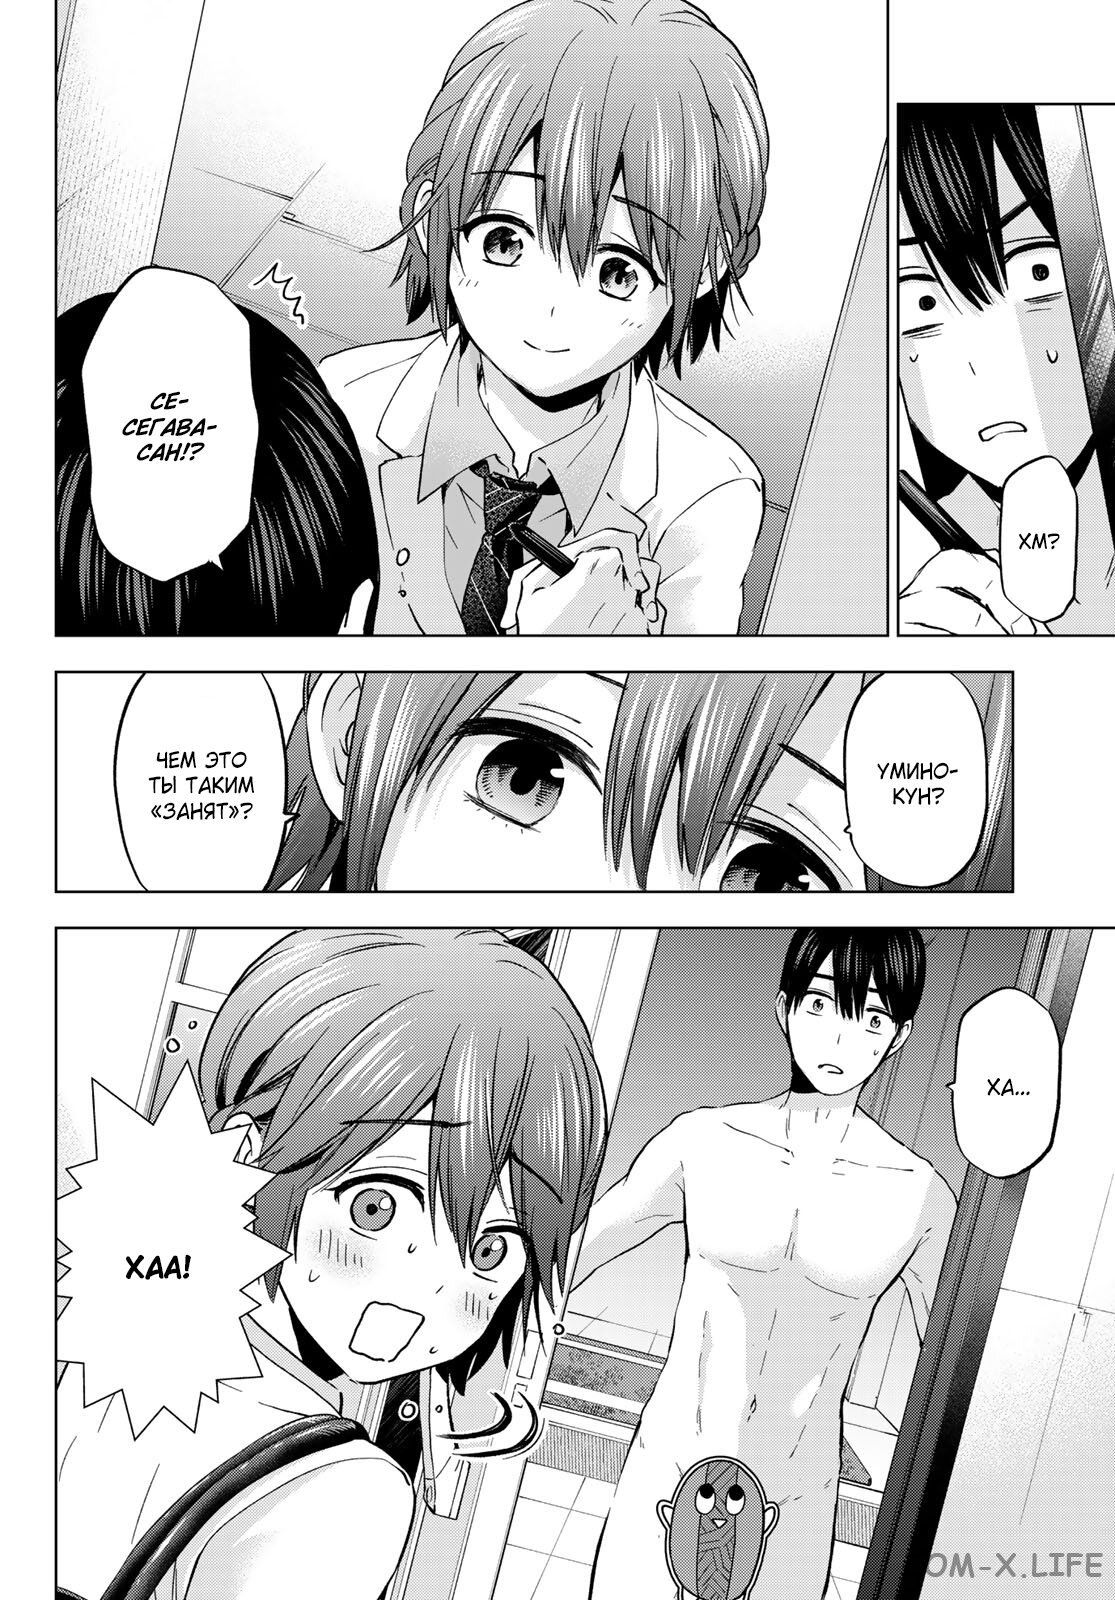 ХМ?
СЕ-
СЕГАВА-
САН!?
УМИНО-
КУН?
ЧЕМ ЭТО
ТЫ ТАКИМ
«ЗАНЯТ»?
ХА...
ХАА!
OM-X.LIFE